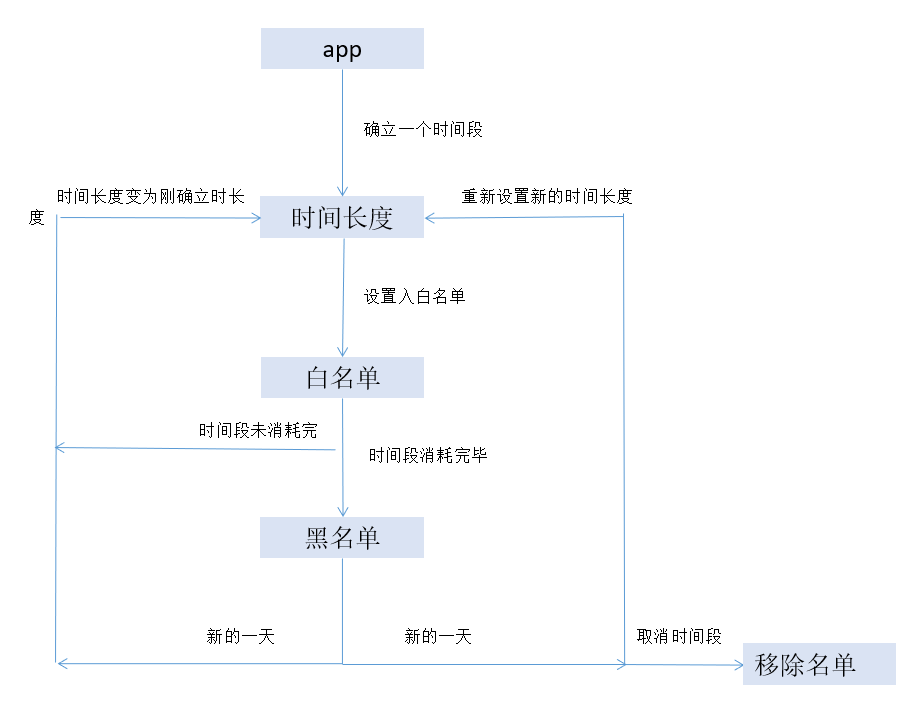 app
确立一个时间段
时间长度变为刚确立时长
度
重新设置新的时间长度
时间长度
设置入白名单
白名单
时间段未消耗完
时间段消耗完毕
黑名单
新的一天
新的一天
取消时间段
移除名单